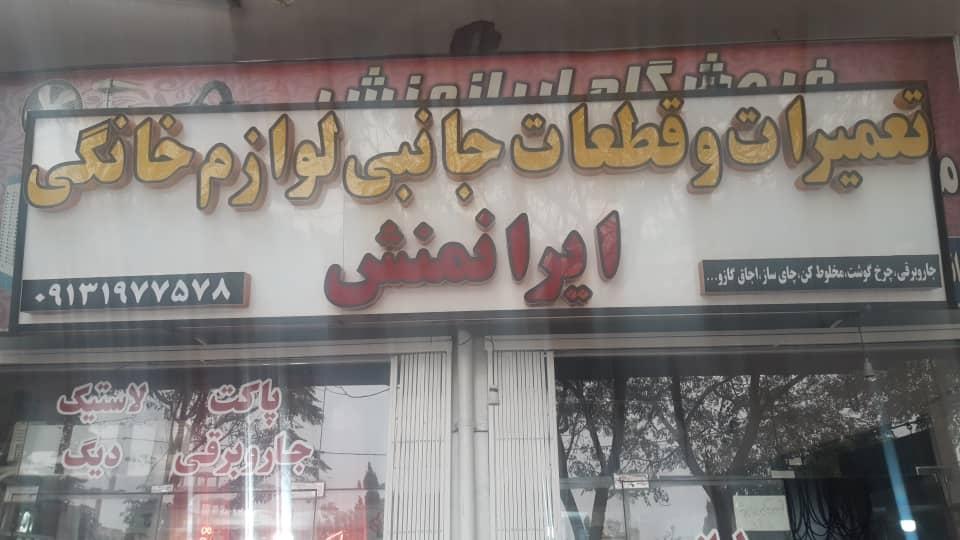 فروشگاه ایرانمنش
تعمیرات و قطعات جانبی لوازم خانگی
ایرانمنش
جاروبرقی، چرخ گوشت، مخلوط کن، چای ساز، اجاق گاز و...
۰۹۱۳۱۹۷۷۵۷۸
پاکت
جاروبرقی
لاستیک
دیگ